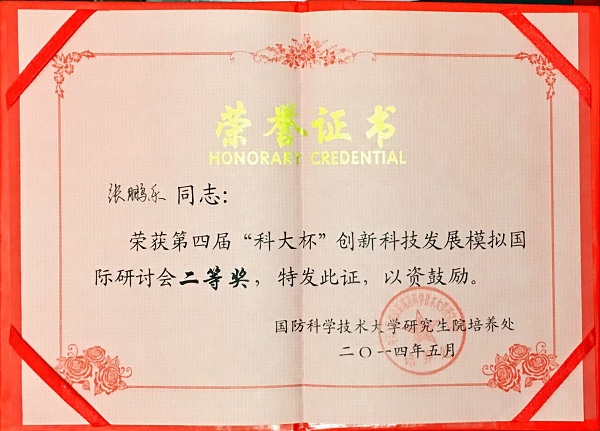 荣誉证书
HONORARY CREDENTIAL
张鹏乐 同志：
荣获第四届“科大杯”创新科技发展模拟国
际研讨会二等奖，特发此证，以资鼓励。
国防科学技术大学研究生院培养处
二〇一四年五月